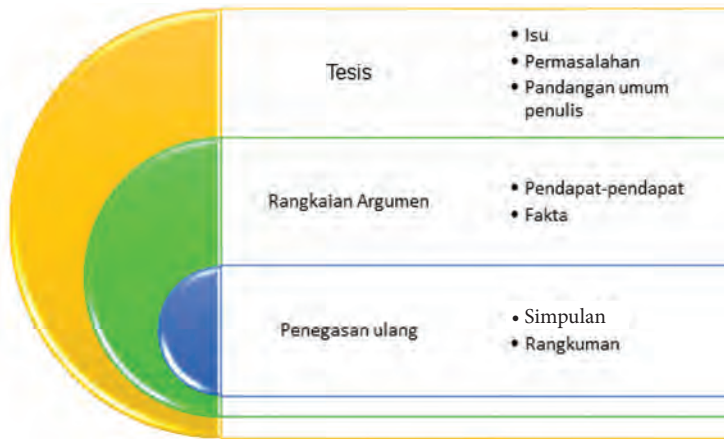 Tesis
• Isu
• Permasalahan
• Pandangan umum
penulis
Rangkaian Argumen
• Pendapat-pendapat
• Fakta
Penegasan ulang
• Simpulan
• Rangkuman